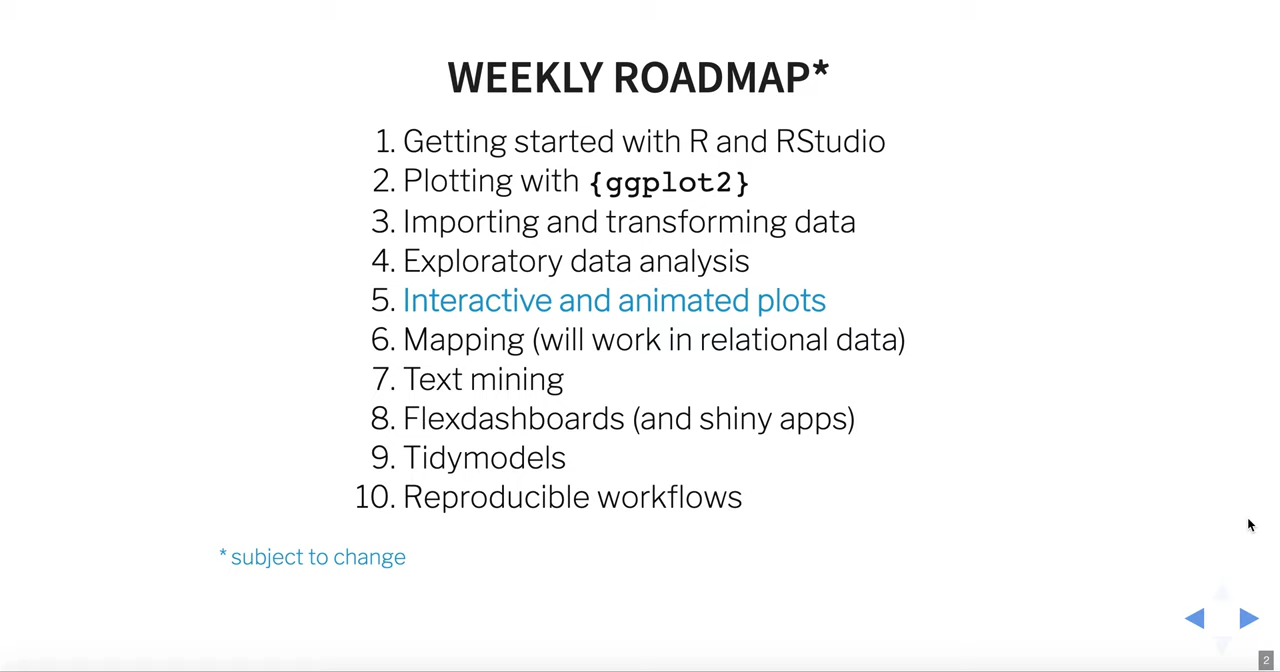 WEEKLY ROADMAP*
1. Getting started with R and RStudio
2. Plotting with {ggplot2}
3. Importing and transforming data
4. Exploratory data analysis
5. Interactive and animated plots
6. Mapping (will work in relational data)
7. Text mining
8. Flexdashboards (and shiny apps)
9. Tidymodels
10. Reproducible workflows
* subject to change
2